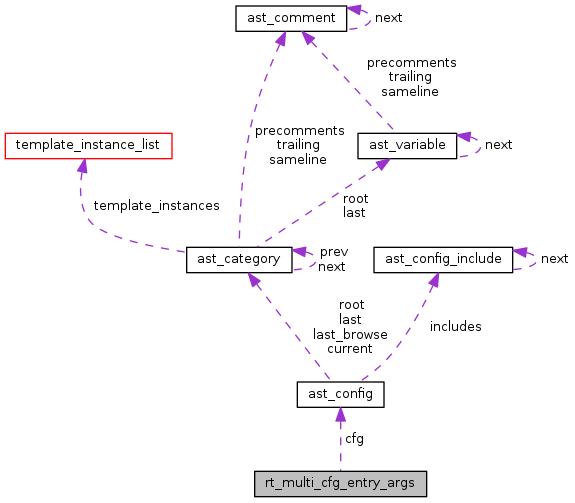 ast_comment
next
precomments
trailing
sameline
template_instance_list
precomments
trailing
sameline
ast_variable
next
template_instances
root
last
ast_category
prev
next
ast_config_include
next
root
last
last_browse
current
includes
ast_config
cfg
rt_multi_cfg_entry_args